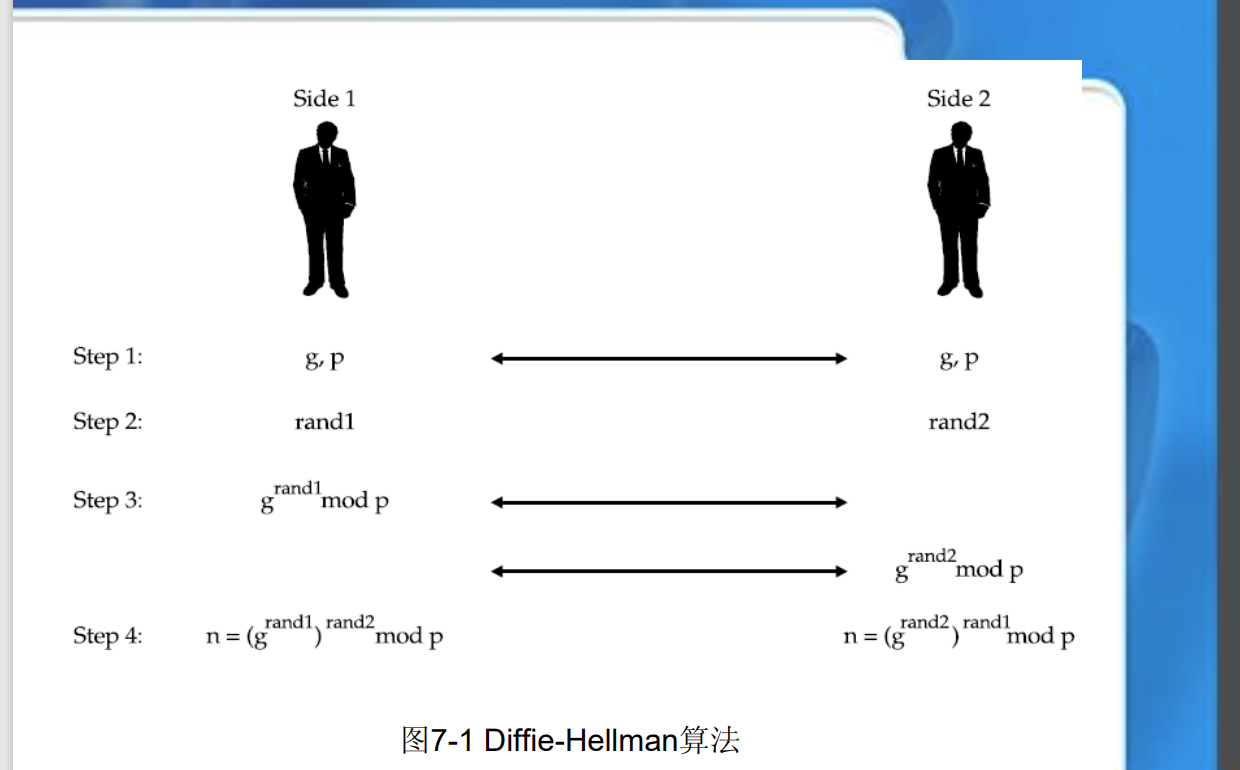 Side 1 Side 2
Step 1: g, p g, p
Step 2: rand1 rand2
Step 3: g^rand1 mod p
g^rand2 mod p
Step 4: n = (g^rand1)^rand2 mod p n = (g^rand2)^rand1 mod p
图7-1 Diffie-Hellman算法